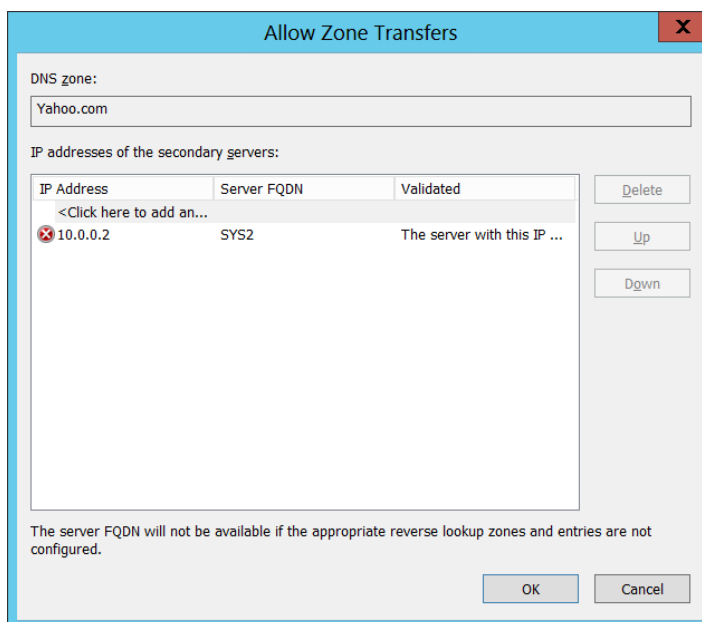 Allow Zone Transfers
X
DNS zone:
Yahoo.com
IP addresses of the secondary servers:
IP Address Server FQDN Validated
<Click here to add an...
10.0.0.2 SYS2 The server with this IP ...
Delete
Up
Down
The server FQDN will not be available if the appropriate reverse lookup zones and entries are not
configured.
OK Cancel